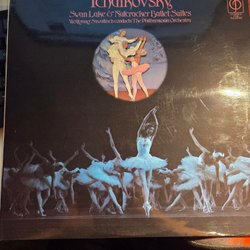 Tchaikovsky
Swan Lake & Nutcracker Ballet Suites
Wolfgang Sawallisch conducts The Philharmonia Orchestra